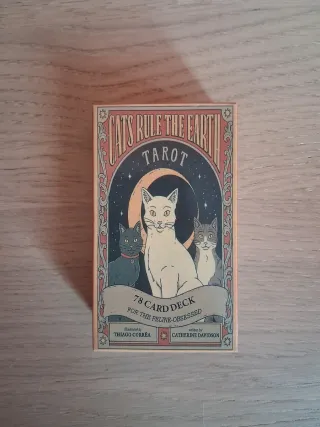 CATS RULE THE EARTH
TAROT
78 CARD DECK
FOR THE FELINE-OBSESSED
illustrated by
THIAGO CORRÊA
written by
CATHERINE DAVIDSON